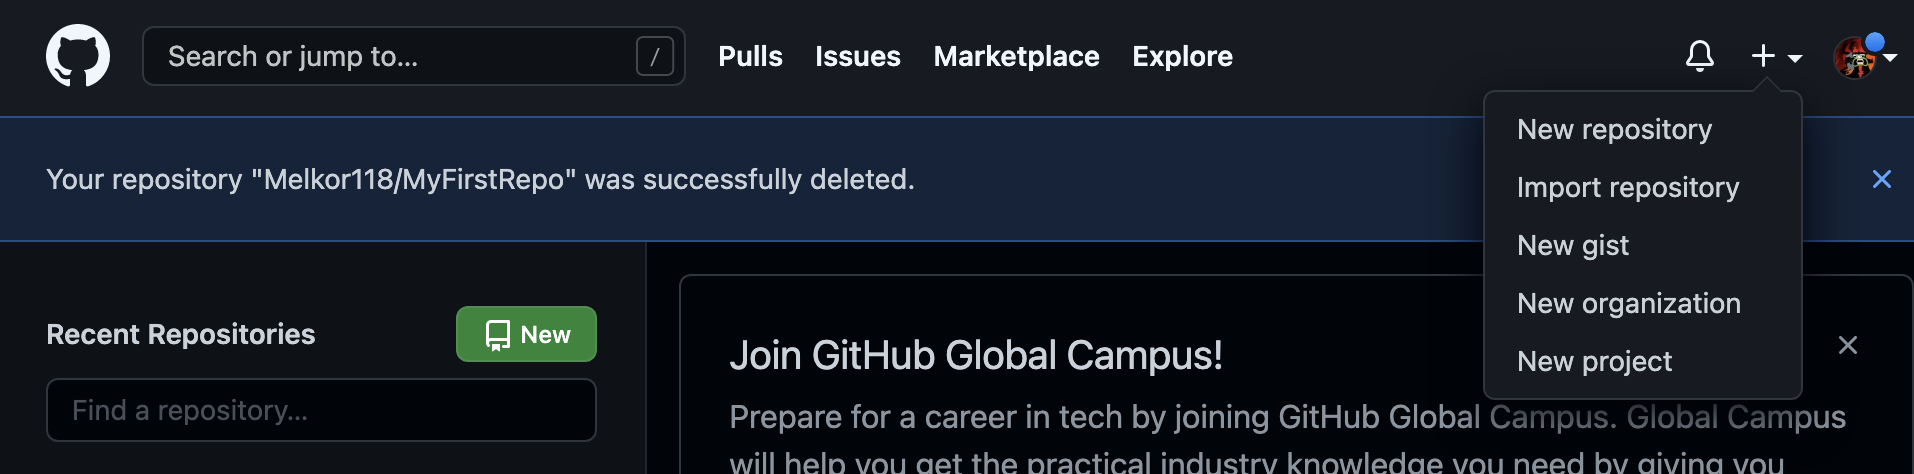 Search or jump to... /
Pulls Issues Marketplace Explore
Your repository "Melkor118/MyFirstRepo" was successfully deleted.
New repository
Import repository
New gist
New organization
New project
Recent Repositories
New
Find a repository...
Join GitHub Global Campus!
Prepare for a career in tech by joining GitHub Global Campus. Global Campus
will help you get the practical industry knowledge you need by giving you